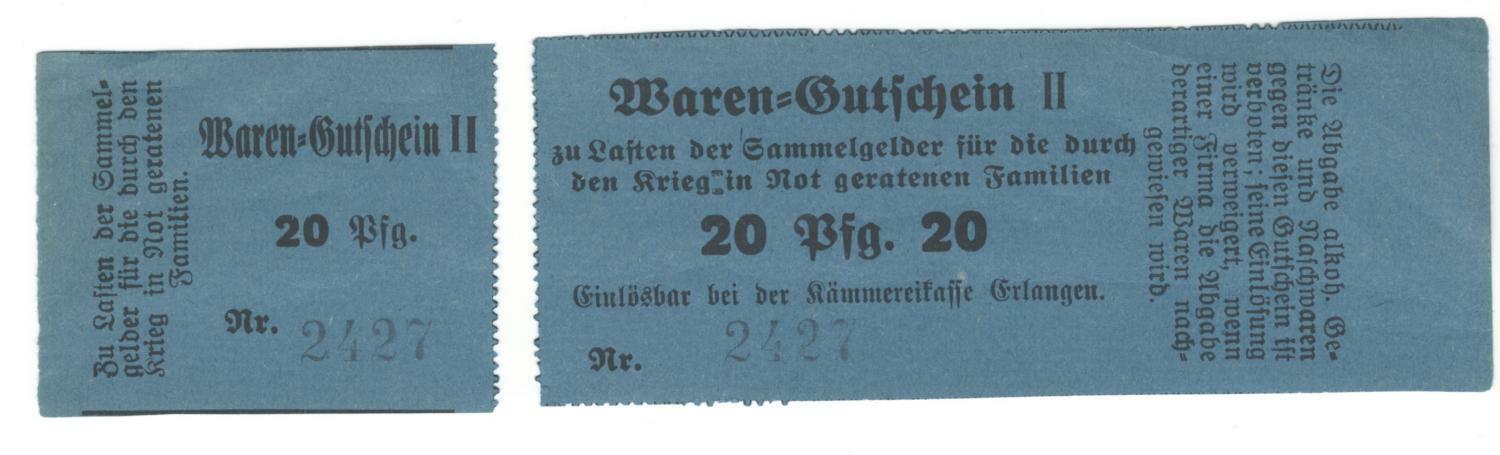 Zu Lasten der Sammel-
gelder für die durch den
Krieg in Not geratenen
Familien.
Waren-Gutschein II
20 Pfg.
Nr. 2427
Waren-Gutschein II
zu Lasten der Sammelgelder für die durch
den Krieg in Not geratenen Familien
20 Pfg. 20
Einlösbar bei der Kämmereikasse Erlangen.
Nr. 2427
Die Abgabe alkoh. Ge-
tränke und Naschwaren
gegen diesen Gutschein ist
verboten; seine Einlösung
wird verweigert, wenn
einer Firma die Abgabe
derartiger Waren nach-
gewiesen wird.